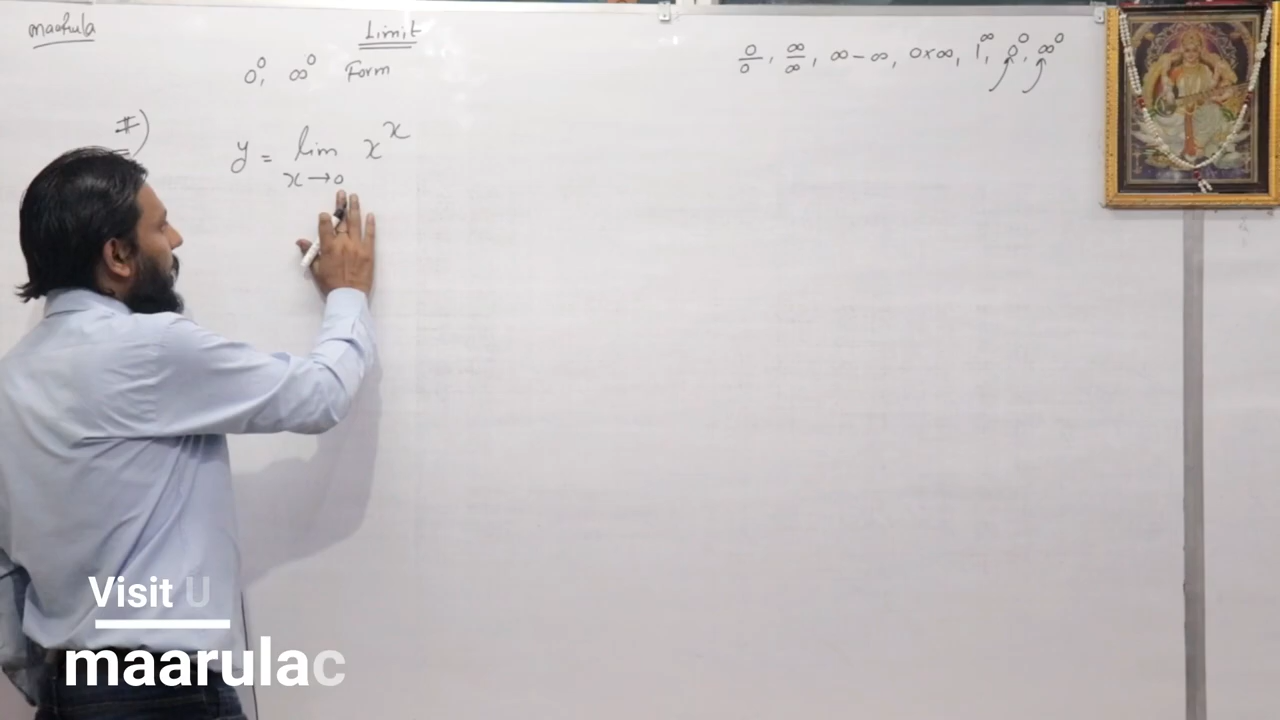 maarula
Limit
0⁰, ∞⁰ Form
0/0, ∞/∞, ∞-∞, 0×∞, 1^∞, 0⁰, ∞⁰
#)
y = lim x^x
x→0
Visit U
maarulac